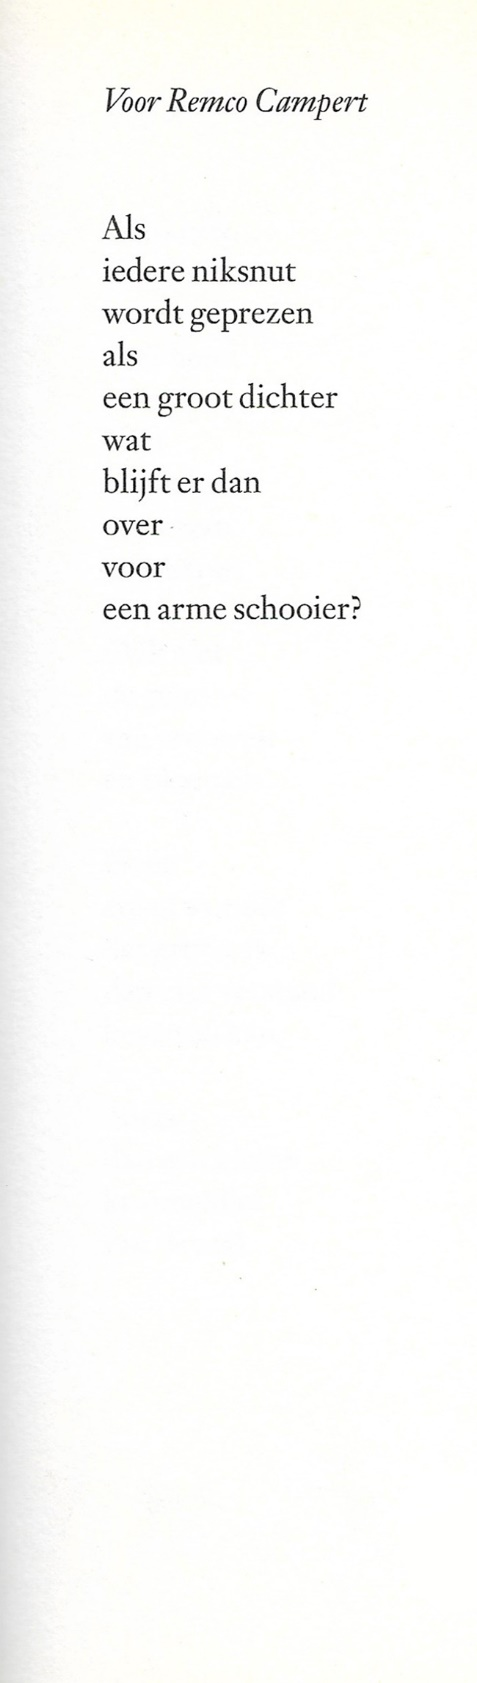 Voor Remco Campert
Als
iedere niksnut
wordt geprezen
als
een groot dichter
wat
blijft er dan
over
voor
een arme schooier?